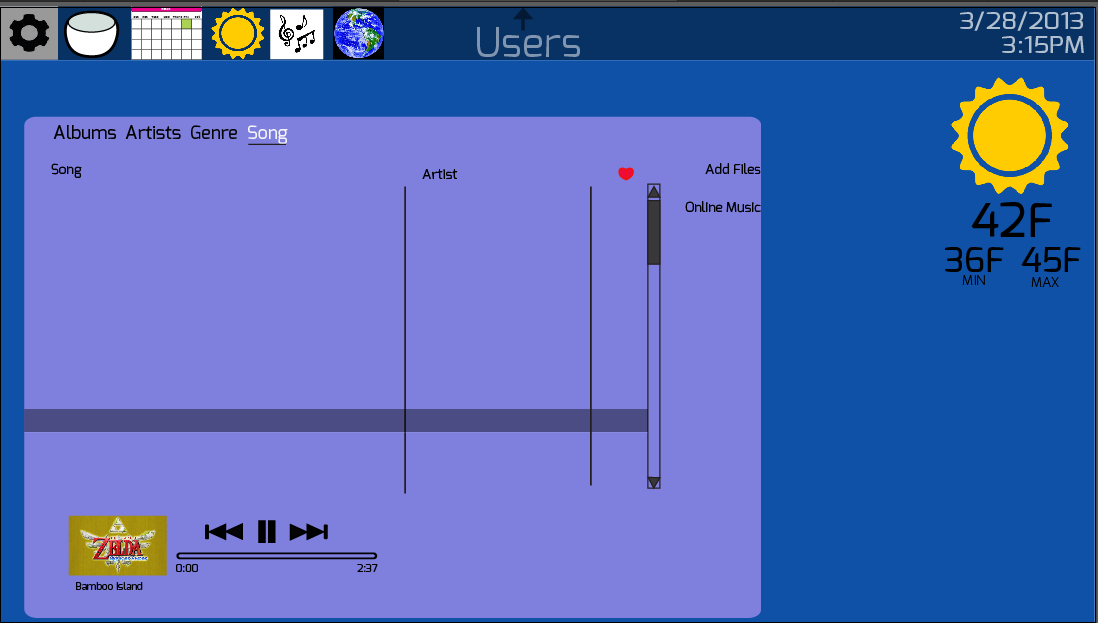 Users
3/28/2013
3:15PM
Albums Artists Genre Song
Song
Artist
Add Files
Online Music
42F
36F 45F
MIN MAX
ZELDA
0:00 2:37
Bamboo Island